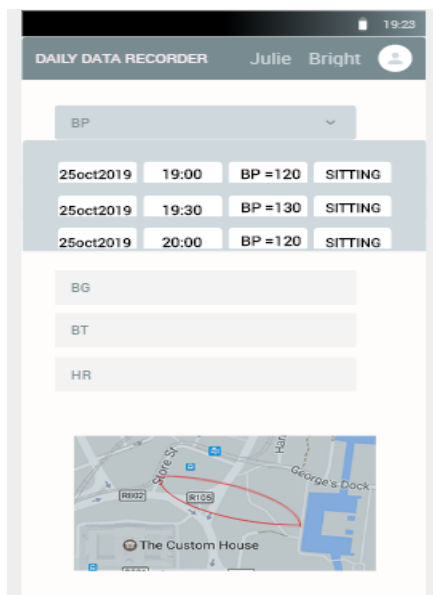 19:23
DAILY DATA RECORDER Julie Bright
BP
25oct2019 19:00 BP =120 SITTING
25oct2019 19:30 BP =130 SITTING
25oct2019 20:00 BP =120 SITTING
BG
BT
HR
Store St
Har
George's Dock
R802
R105
The Custom House